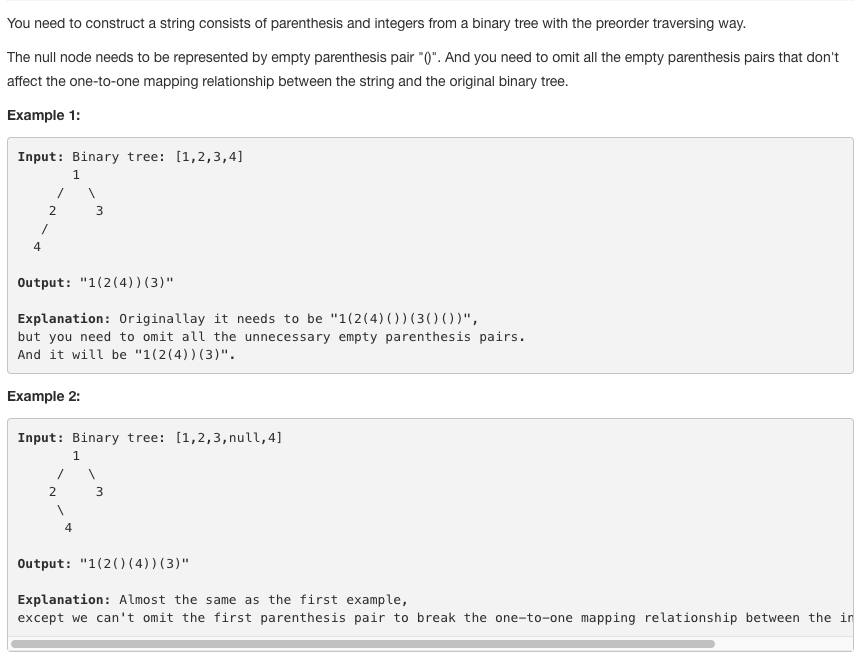 You need to construct a string consists of parenthesis and integers from a binary tree with the preorder traversing way.
The null node needs to be represented by empty parenthesis pair "()". And you need to omit all the empty parenthesis pairs that don't
affect the one-to-one mapping relationship between the string and the original binary tree.
Example 1:
Input: Binary tree: [1,2,3,4]
       1
     /   \
    2     3
   /
  4
Output: "1(2(4))(3)"
Explanation: Originallay it needs to be "1(2(4)())(3()())",
but you need to omit all the unnecessary empty parenthesis pairs.
And it will be "1(2(4))(3)".
Example 2:
Input: Binary tree: [1,2,3,null,4]
       1
     /   \
    2     3
     \
      4
Output: "1(2()(4))(3)"
Explanation: Almost the same as the first example,
except we can't omit the first parenthesis pair to break the one-to-one mapping relationship between the in